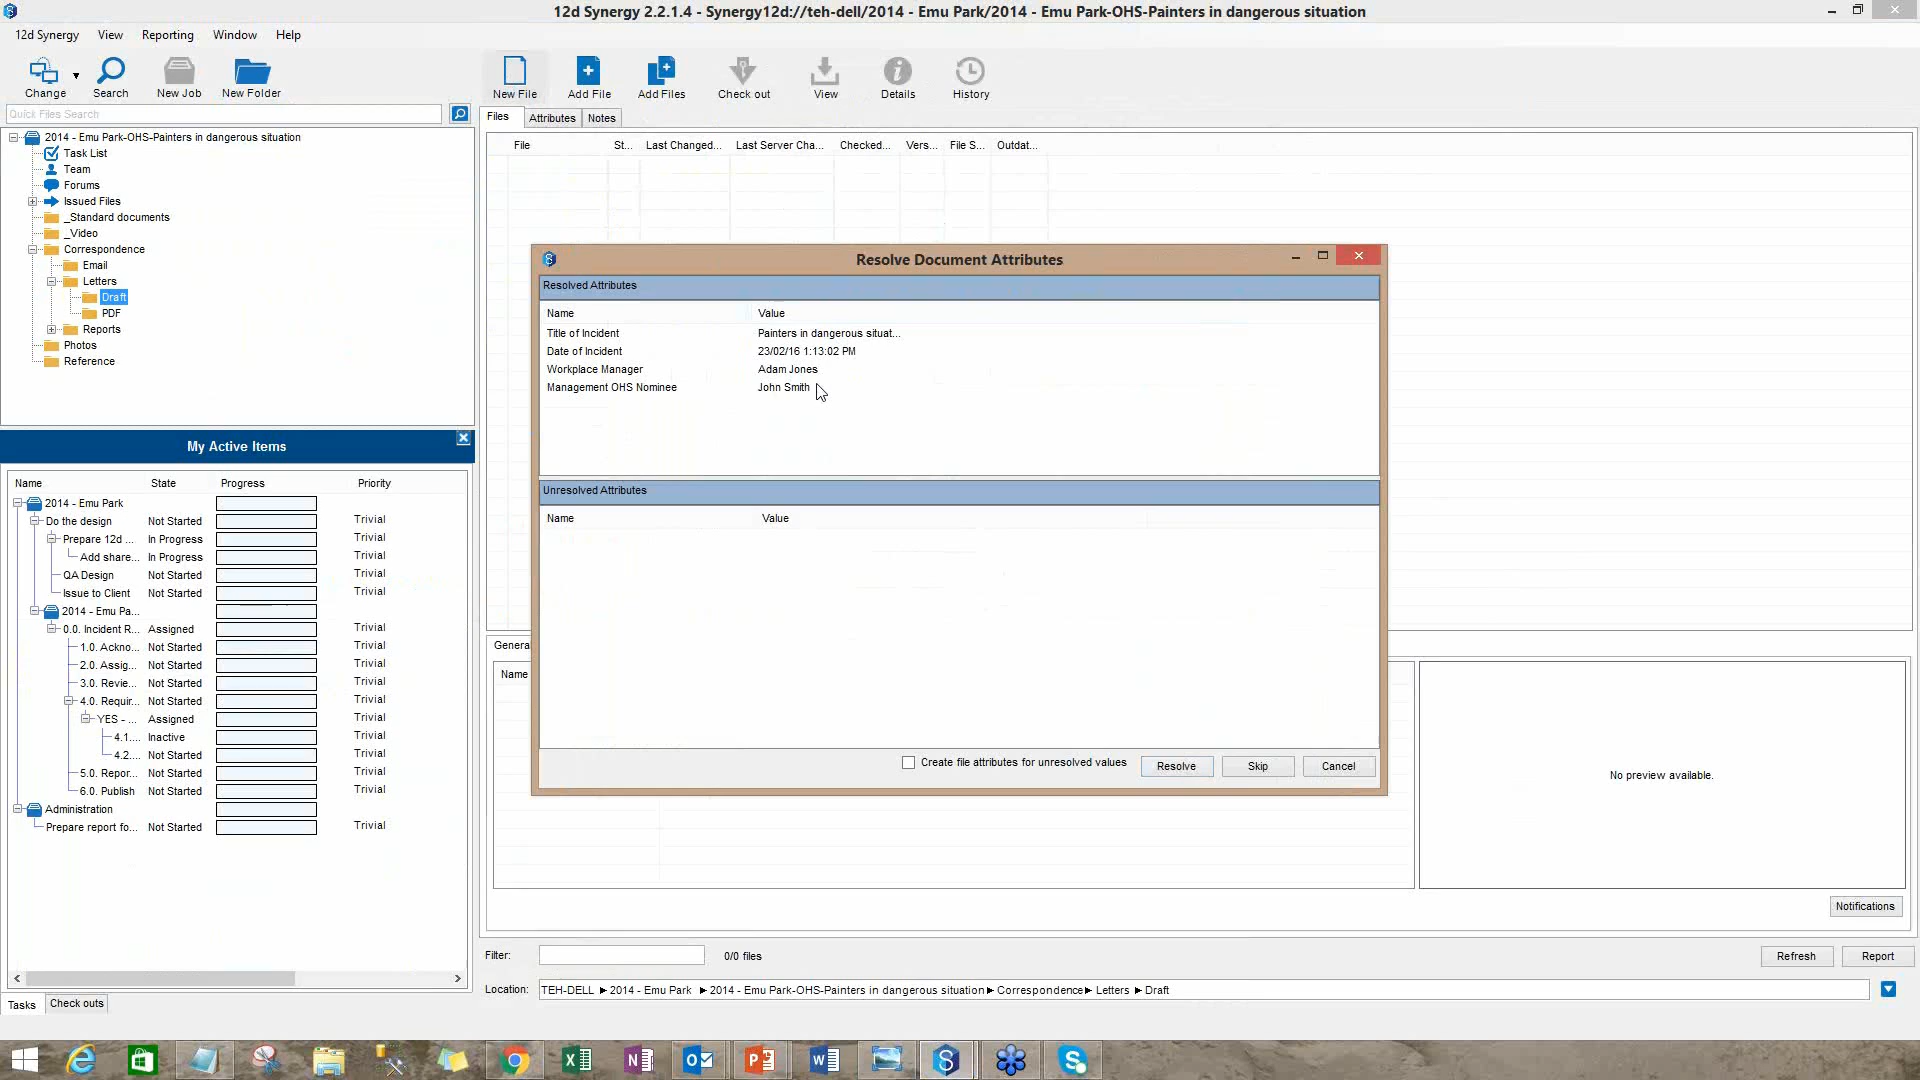 12d Synergy 2.2.1.4 - Synergy12d://teh-dell/2014 - Emu Park/2014 - Emu Park-OHS-Painters in dangerous situation
12d Synergy View Reporting Window Help
Change Search New Job New Folder
New File Add File Add Files Check out View Details History
Quick Files Search
Files Attributes Notes
File St... Last Changed... Last Server Cha... Checked... Vers... File S... Outdat...
2014 - Emu Park-OHS-Painters in dangerous situation
Task List
Team
Forums
Issued Files
_Standard documents
_Video
Correspondence
Email
Letters
Draft
PDF
Reports
Photos
Reference
Resolve Document Attributes
Resolved Attributes
Name Value
Title of Incident Painters in dangerous situat...
Date of Incident 23/02/16 1:13:02 PM
Workplace Manager Adam Jones
Management OHS Nominee John Smith
Unresolved Attributes
Name Value
Create file attributes for unresolved values Resolve Skip Cancel
My Active Items
Name State Progress Priority
2014 - Emu Park
Do the design Not Started Trivial
Prepare 12d ... In Progress Trivial
Add share... In Progress Trivial
QA Design Not Started Trivial
Issue to Client Not Started Trivial
2014 - Emu Pa...
0.0. Incident R... Assigned Trivial
1.0. Ackno... Not Started Trivial
2.0. Assig... Not Started Trivial
3.0. Revie... Not Started Trivial
4.0. Requir... Not Started Trivial
YES - ... Assigned Trivial
4.1.... Inactive Trivial
4.2.... Not Started Trivial
5.0. Repor... Not Started Trivial
6.0. Publish Not Started Trivial
Administration
Prepare report fo... Not Started Trivial
Tasks Check outs
Genera
Name
No preview available.
Notifications
Filter: 0/0 files Refresh Report
Location: TEH-DELL ▶ 2014 - Emu Park ▶ 2014 - Emu Park-OHS-Painters in dangerous situation ▶ Correspondence ▶ Letters ▶ Draft